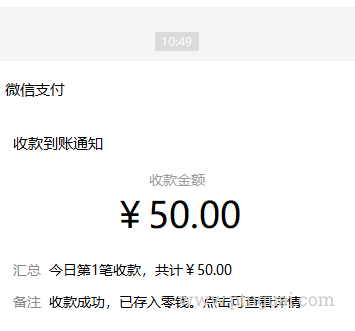 10:49
微信支付
收款到账通知
收款金额
￥50.00
汇总 今日第1笔收款，共计￥50.00
备注 收款成功，已存入零钱。点击可查看详情